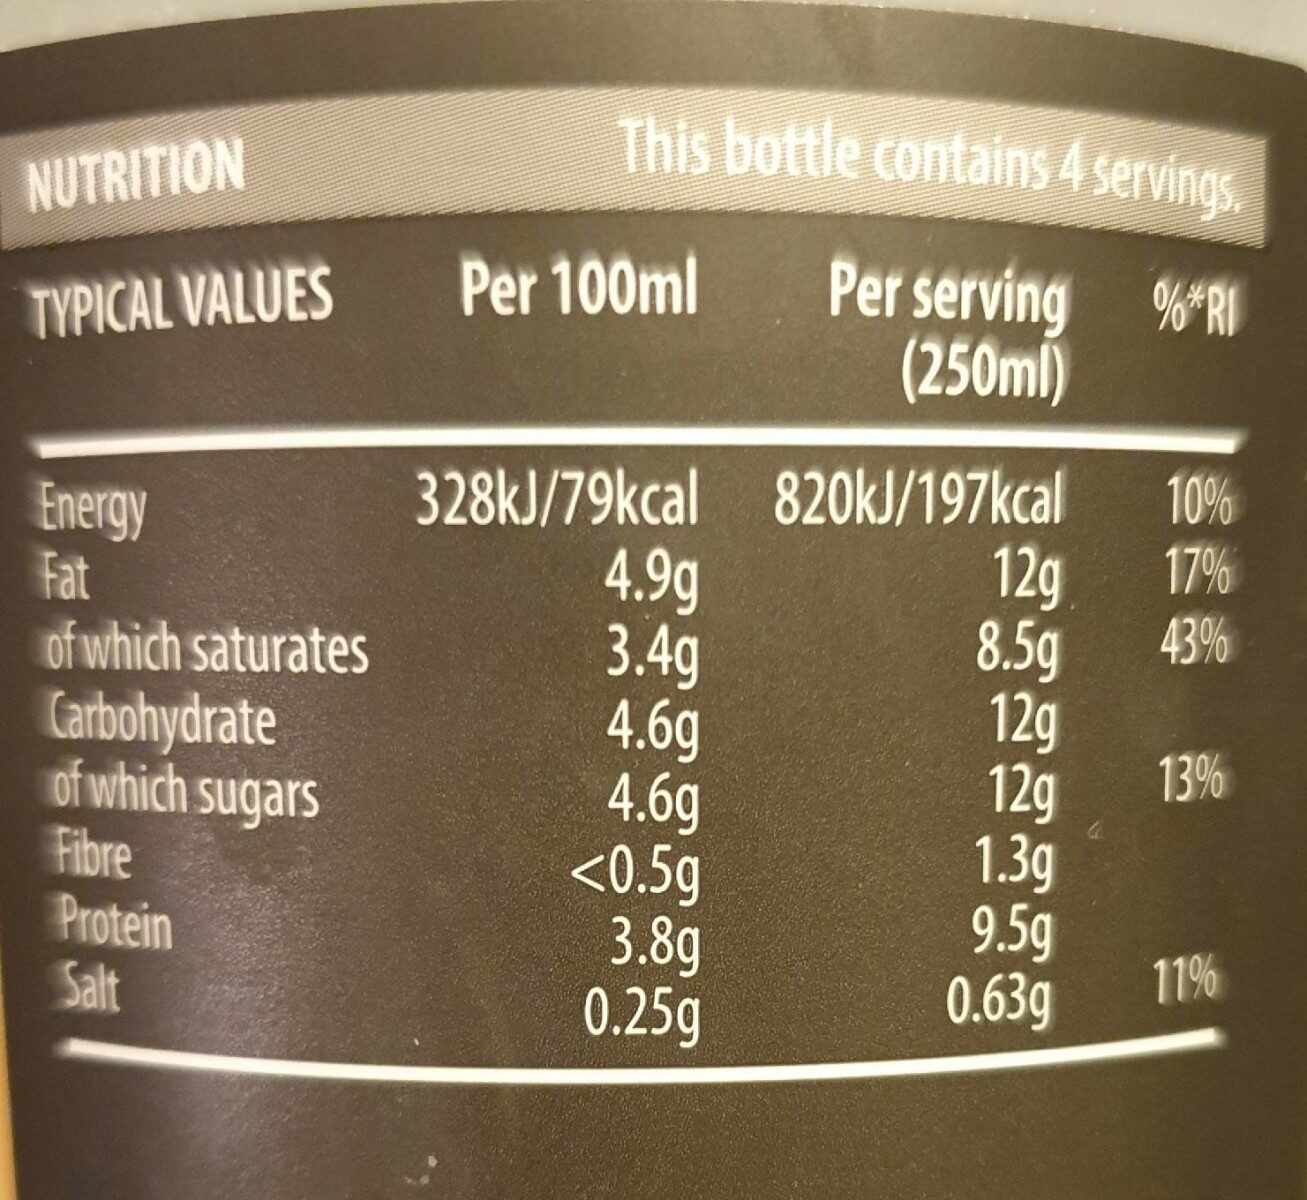 NUTRITION This bottle contains 4 servings.
TYPICAL VALUES Per 100ml Per serving %*RI
(250ml)
Energy 328kJ/79kcal 820kJ/197kcal 10%
Fat 4.9g 12g 17%
of which saturates 3.4g 8.5g 43%
Carbohydrate 4.6g 12g
of which sugars 4.6g 12g 13%
Fibre <0.5g 1.3g
Protein 3.8g 9.5g
Salt 0.25g 0.63g 11%